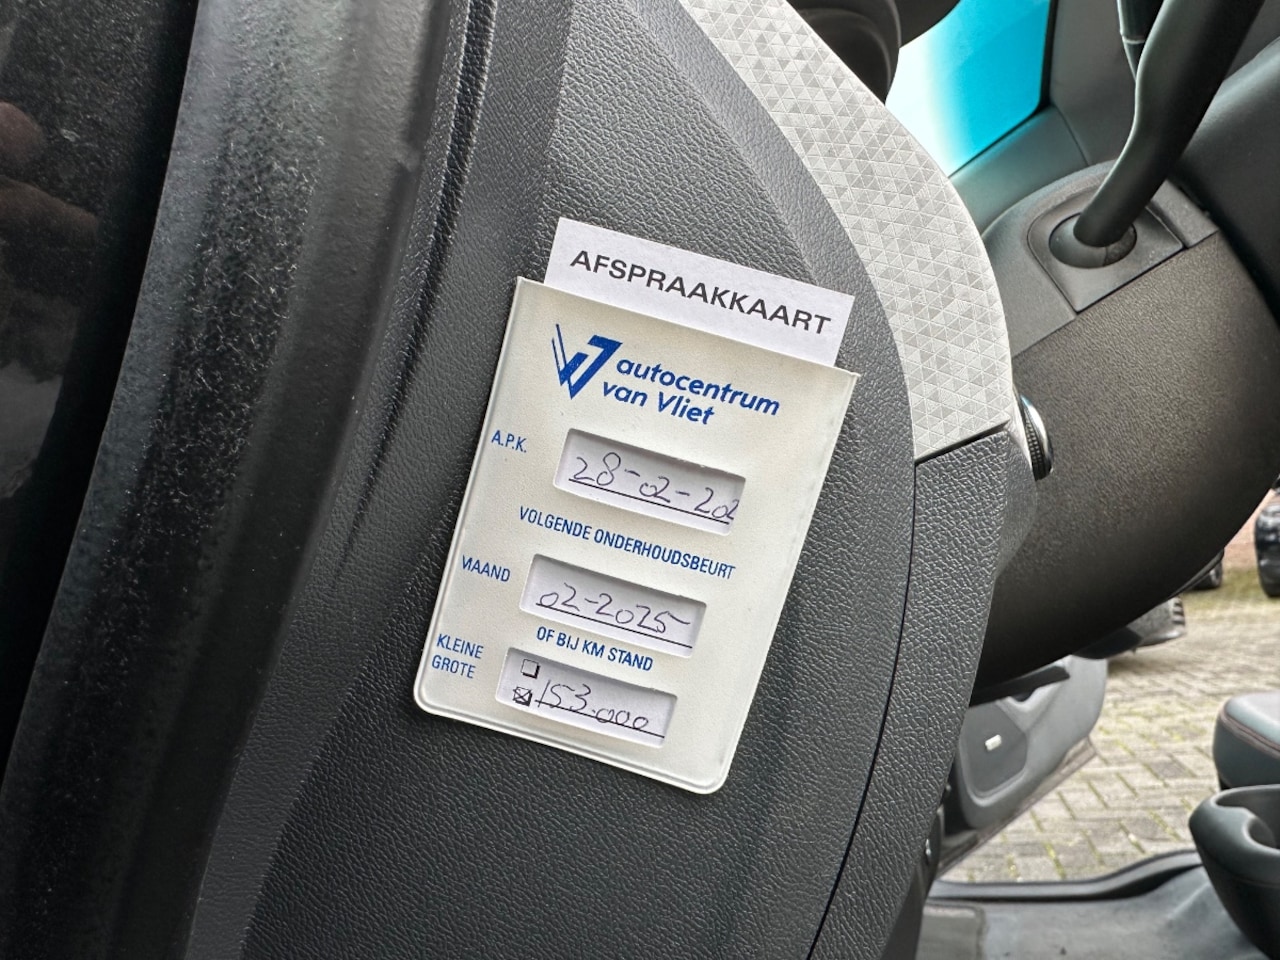 AFSPRAAKKAART
autocentrum
van Vliet
A.P.K.
28-02-202
VOLGENDE ONDERHOUDSBEURT
MAAND
02-2025
OF BIJ KM STAND
KLEINE
GROTE
153.000